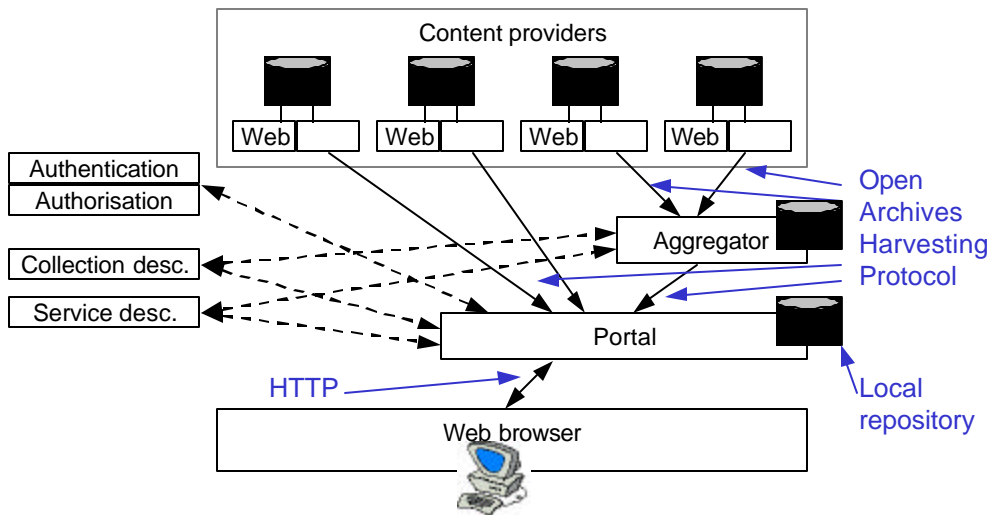 Content providers
Web Web Web Web
Authentication
Authorisation
Open
Archives
Harvesting
Protocol
Aggregator
Collection desc.
Service desc.
Portal
HTTP
Local
repository
Web browser